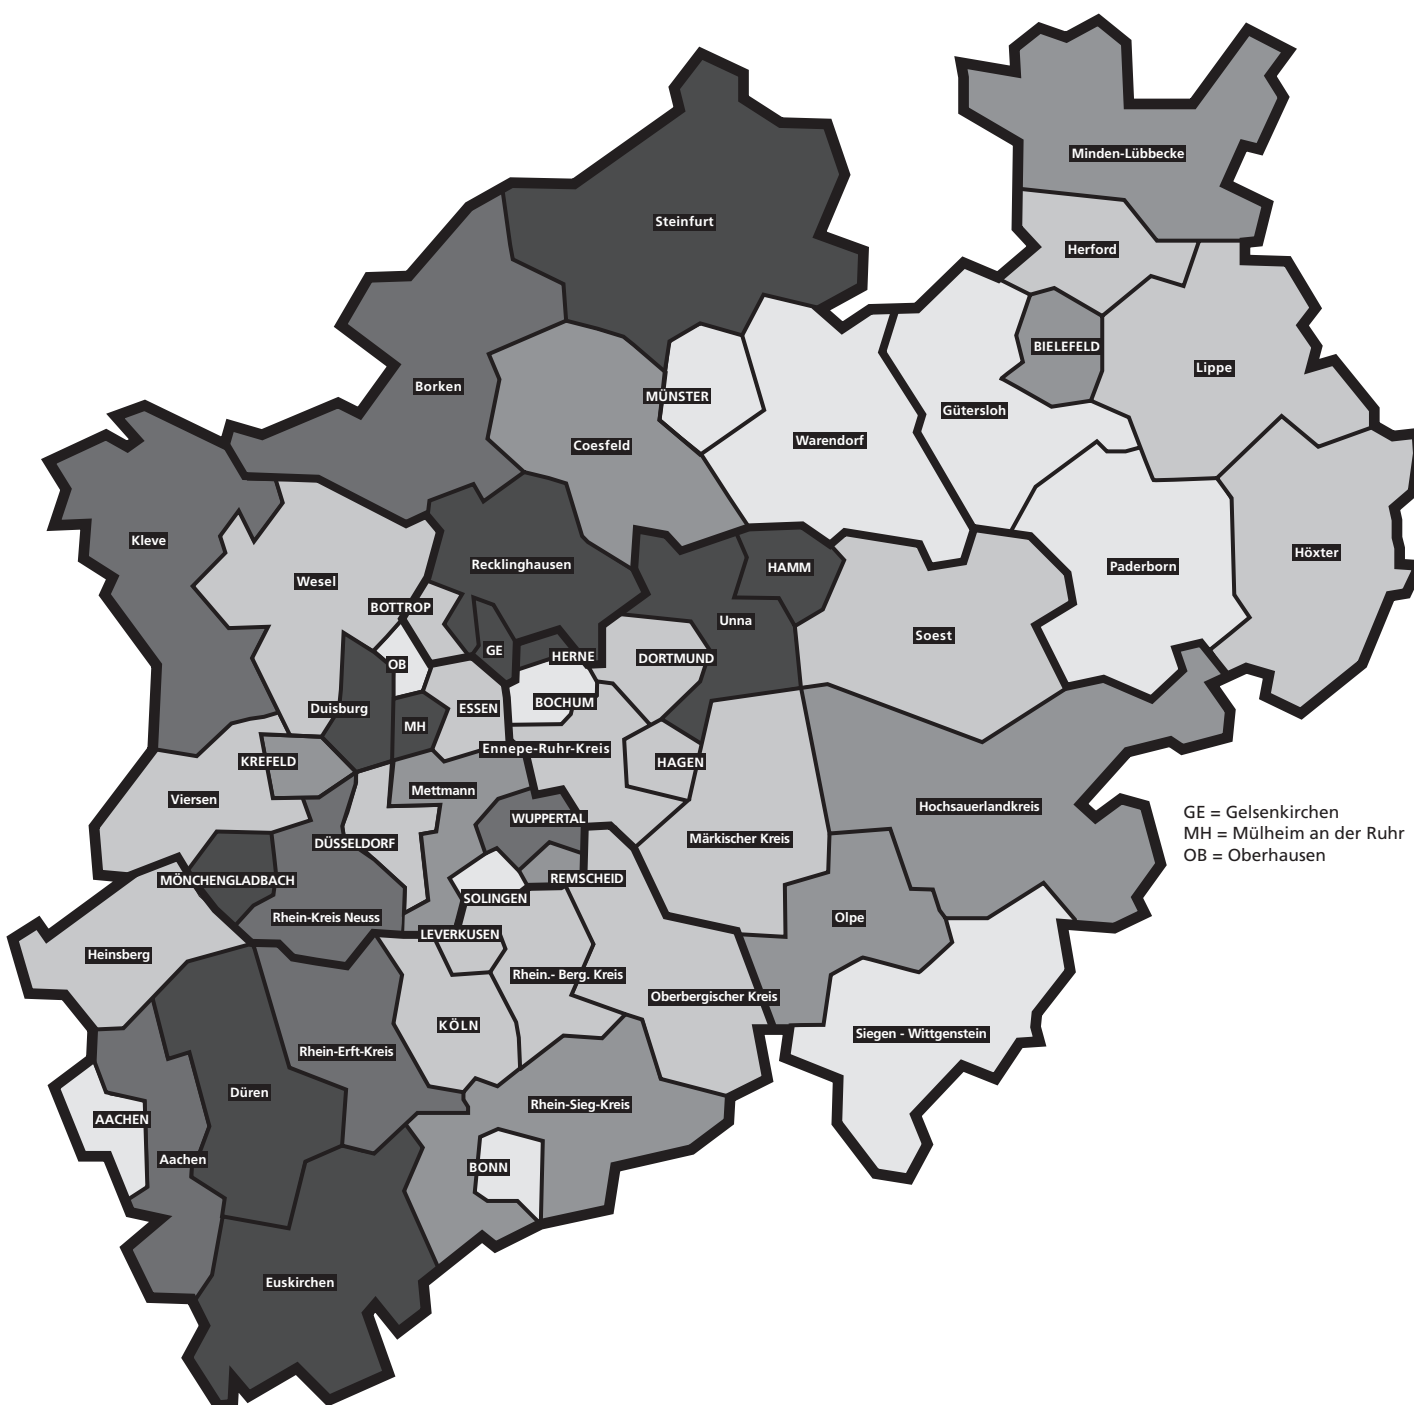 Minden-Lübbecke
Steinfurt
Herford
BIELEFELD
Lippe
Borken
MÜNSTER
Gütersloh
Warendorf
Coesfeld
Kleve
Höxter
Recklinghausen
HAMM
Paderborn
Wesel
BOTTROP
Unna
Soest
GE
HERNE
DORTMUND
OB
BOCHUM
Duisburg
ESSEN
MH
Ennepe-Ruhr-Kreis
KREFELD
HAGEN
Mettmann
Viersen
Hochsauerlandkreis
GE = Gelsenkirchen
MH = Mülheim an der Ruhr
OB = Oberhausen
WUPPERTAL
DÜSSELDORF
Märkischer Kreis
MÖNCHENGLADBACH
REMSCHEID
SOLINGEN
Rhein-Kreis Neuss
Olpe
LEVERKUSEN
Heinsberg
Rhein.- Berg. Kreis
Oberbergischer Kreis
KÖLN
Siegen - Wittgenstein
Rhein-Erft-Kreis
Düren
Rhein-Sieg-Kreis
AACHEN
Aachen
BONN
Euskirchen